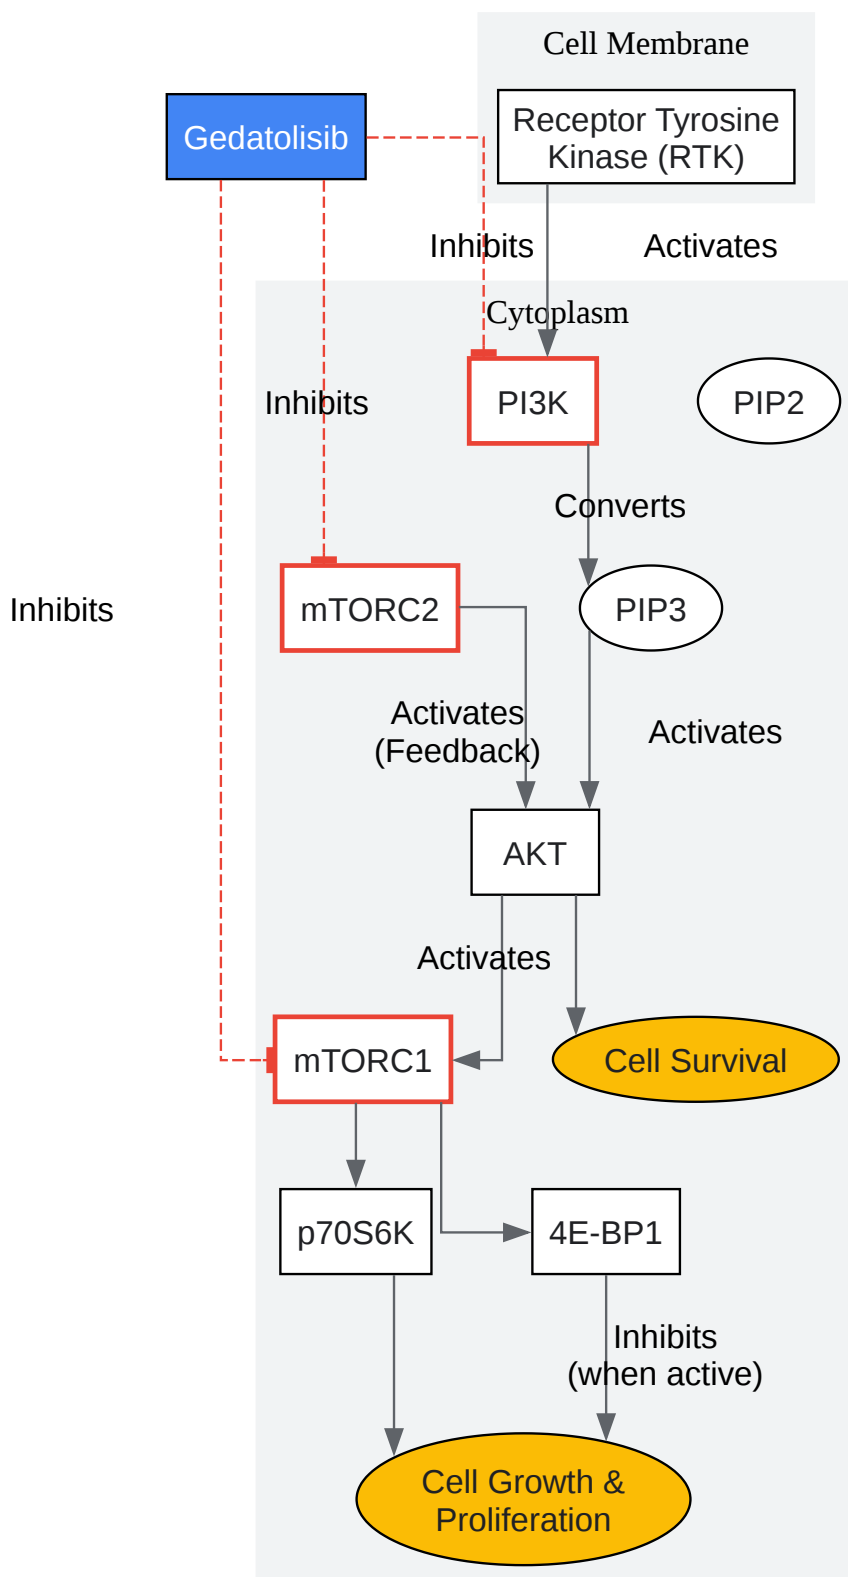 Cell Membrane
Gedatolisib
Receptor Tyrosine
Kinase (RTK)
Inhibits
Activates
Cytoplasm
Inhibits
PI3K
PIP2
Converts
Inhibits
mTORC2
PIP3
Activates
(Feedback)
Activates
AKT
Activates
mTORC1
Cell Survival
p70S6K
4E-BP1
Inhibits
(when active)
Cell Growth &
Proliferation